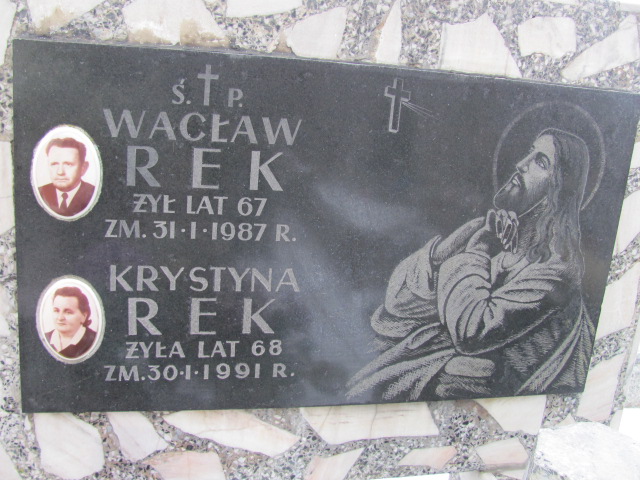 Ś. P.
WACŁAW
REK
ŻYŁ LAT 67
ZM. 31·1·1987 R.
KRYSTYNA
REK
ŻYŁA LAT 68
ZM. 30·1·1991 R.